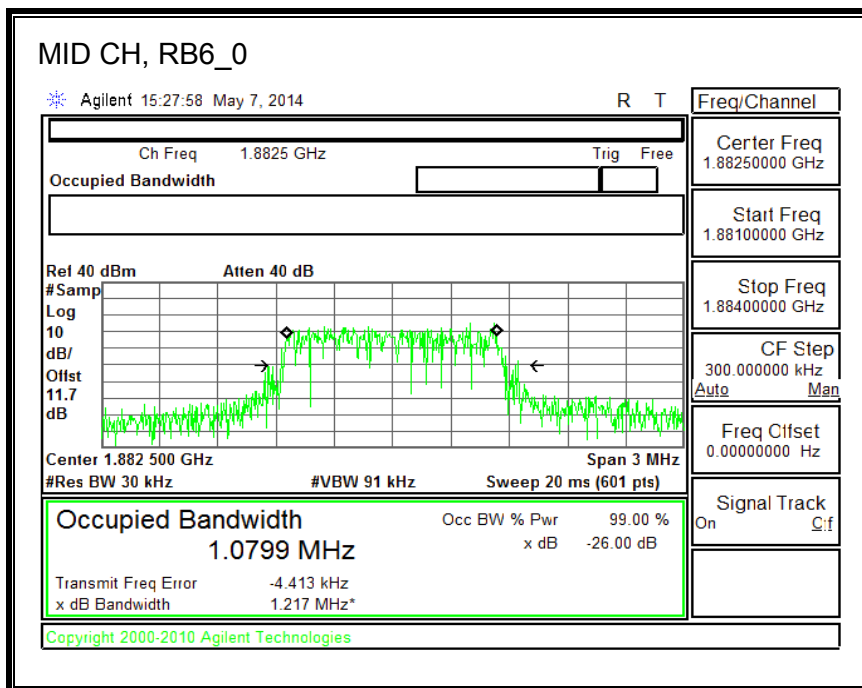 MID CH, RB6_0
Agilent 15:27:58 May 7, 2014 R T
Freq/Channel
Ch Freq 1.8825 GHz Trig Free
Occupied Bandwidth
Center Freq
1.88250000 GHz
Start Freq
1.88100000 GHz
Stop Freq
1.88400000 GHz
CF Step
300.000000 kHz
Auto Man
Freq Offset
0.00000000 Hz
Signal Track
On Off
Ref 40 dBm Atten 40 dB
#Samp
Log
10
dB/
Offst
11.7
dB
Center 1.882 500 GHz Span 3 MHz
#Res BW 30 kHz #VBW 91 kHz Sweep 20 ms (601 pts)
Occupied Bandwidth
1.0799 MHz
Occ BW % Pwr 99.00 %
x dB -26.00 dB
Transmit Freq Error -4.413 kHz
x dB Bandwidth 1.217 MHz*
Copyright 2000-2010 Agilent Technologies